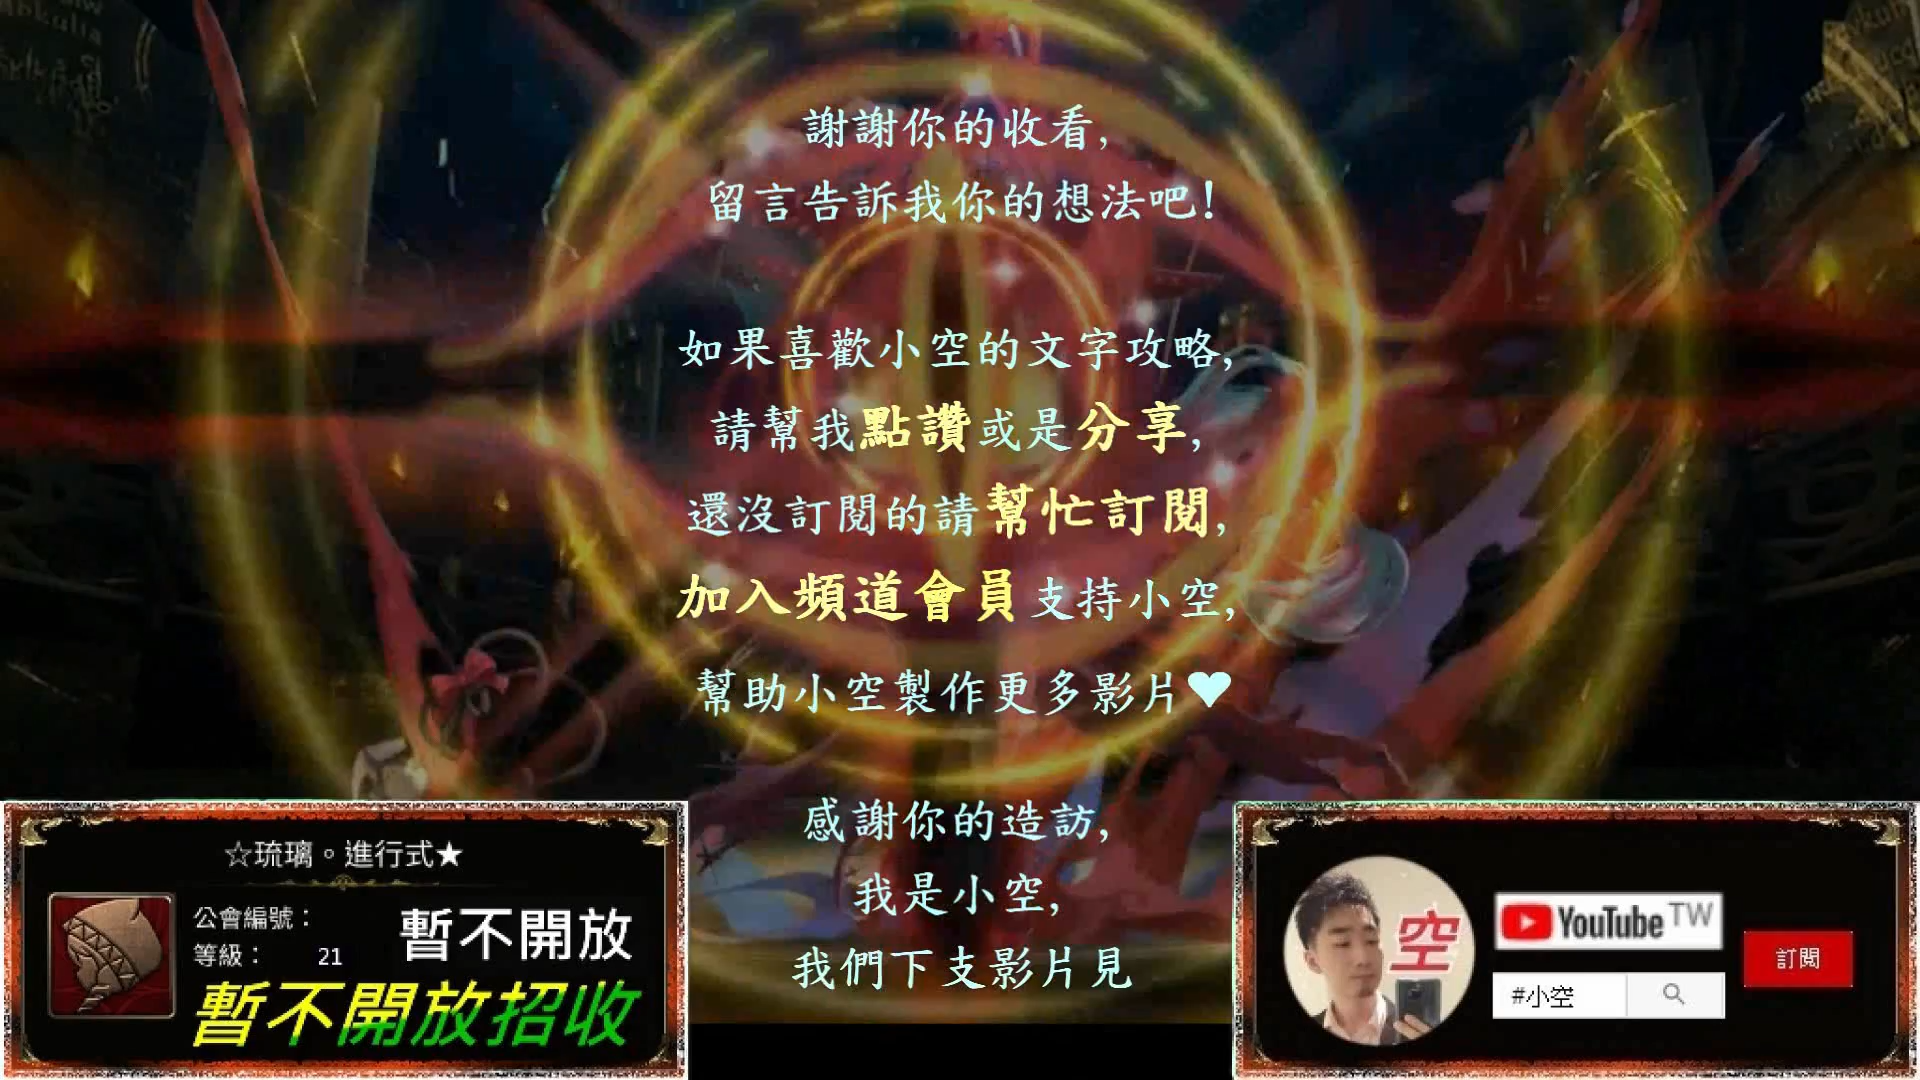 謝謝你的收看,
留言告訴我你的想法吧!
如果喜歡小空的文字攻略,
請幫我點讚或是分享,
還沒訂閱的請幫忙訂閱,
加入頻道會員支持小空,
幫助小空製作更多影片♥
感謝你的造訪,
我是小空,
我們下支影片見
☆琉璃。進行式★
公會編號：
暫不開放
等級： 21
暫不開放招收
空
YouTube TW
#小空
訂閱